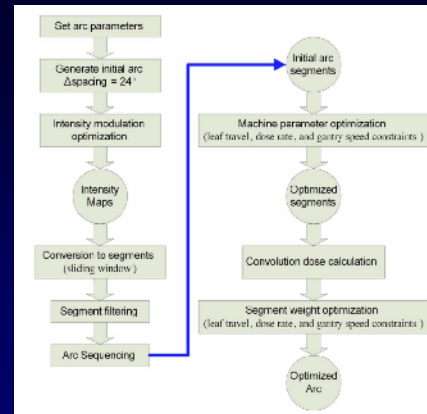 Get arc parameters
Generate initial arc
Δspacing = 24°
Intensity modulation
optimization
Intensity
Maps
Conversion to segments
(sliding window )
Segment filtering
Arc Sequencing
Initial arc
segments
Machine parameter optimization
(leaf travel, dose rate, and gantry speed constraints )
Optimized
segments
Convolution dose calculation
Segment weight optimization
(leaf travel, dose rate, and gantry speed constraints )
Optimized
Arc